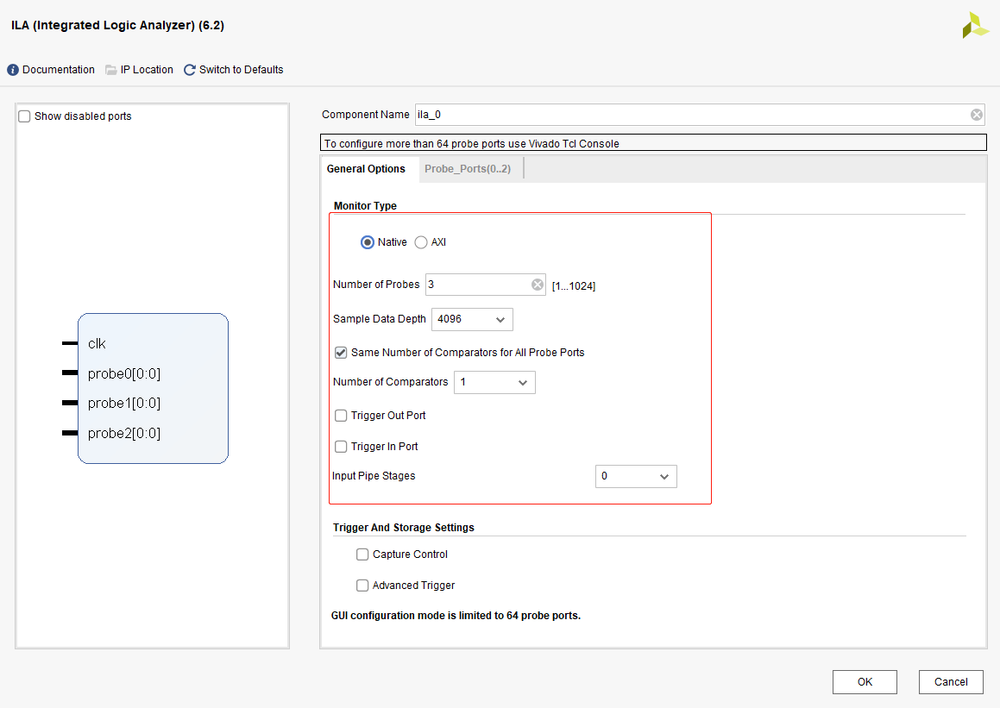 ILA (Integrated Logic Analyzer) (6.2)
Documentation IP Location Switch to Defaults
Show disabled ports
clk
probe0[0:0]
probe1[0:0]
probe2[0:0]
Component Name ila_0
To configure more than 64 probe ports use Vivado Tcl Console
General Options Probe_Ports(0..2)
Monitor Type
Native AXI
Number of Probes 3 [1...1024]
Sample Data Depth 4096
Same Number of Comparators for All Probe Ports
Number of Comparators 1
Trigger Out Port
Trigger In Port
Input Pipe Stages 0
Trigger And Storage Settings
Capture Control
Advanced Trigger
GUI configuration mode is limited to 64 probe ports.
OK Cancel